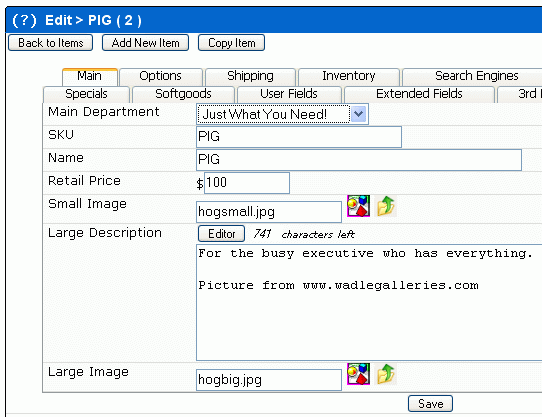 (?) Edit > PIG ( 2 )
Back to Items Add New Item Copy Item
Main Options Shipping Inventory Search Engines
Specials Softgoods User Fields Extended Fields 3rd
Main Department Just What You Need!
SKU PIG
Name PIG
Retail Price $100
Small Image hogsmall.jpg
Large Description Editor 741 characters left
For the busy executive who has everything.
Picture from www.wadlegalleries.com
Large Image hogbig.jpg
Save